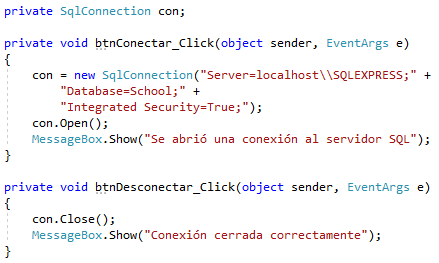 private SqlConnection con;
private void btnConectar_Click(object sender, EventArgs e)
{
con = new SqlConnection("Server=localhost\\SQLEXPRESS;" +
"Database=School;" +
"Integrated Security=True;");
con.Open();
MessageBox.Show("Se abrió una conexión al servidor SQL");
}
private void btnDesconectar_Click(object sender, EventArgs e)
{
con.Close();
MessageBox.Show("Conexión cerrada correctamente");
}